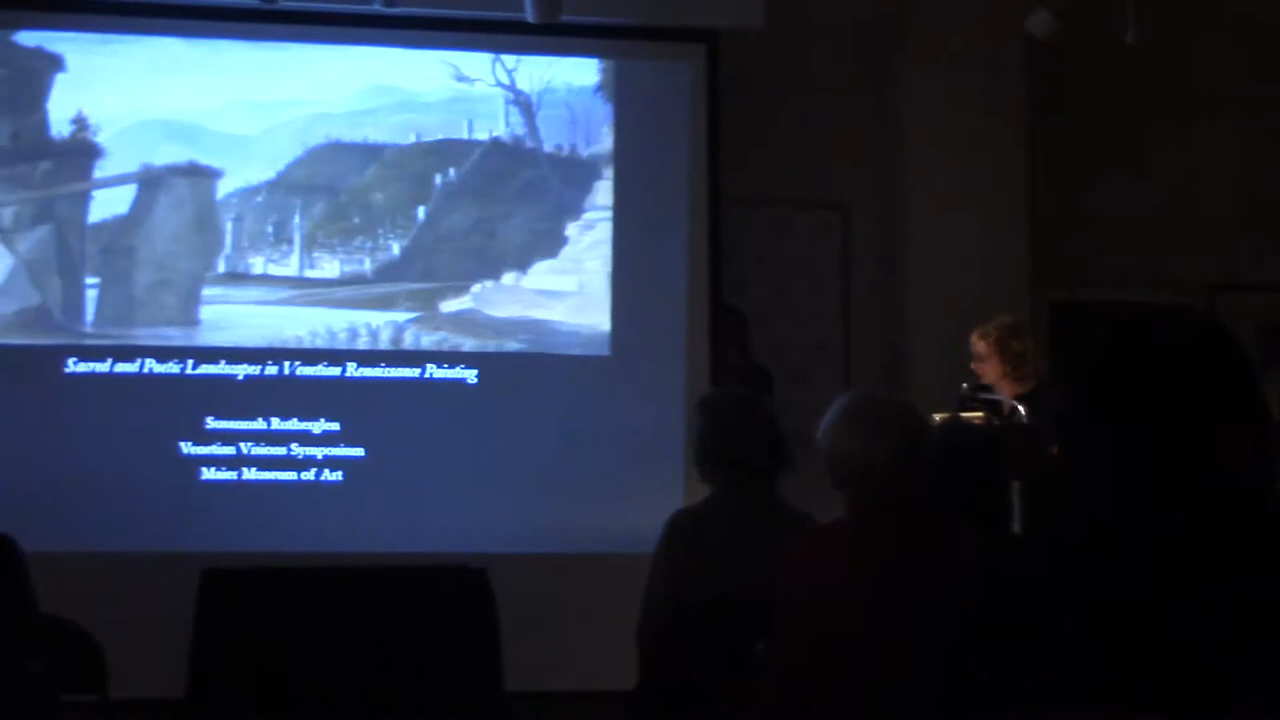 Sacred and Poetic Landscapes in Venetian Renaissance Painting
Susannah Rutherglen
Venetian Visions Symposium
Maier Museum of Art